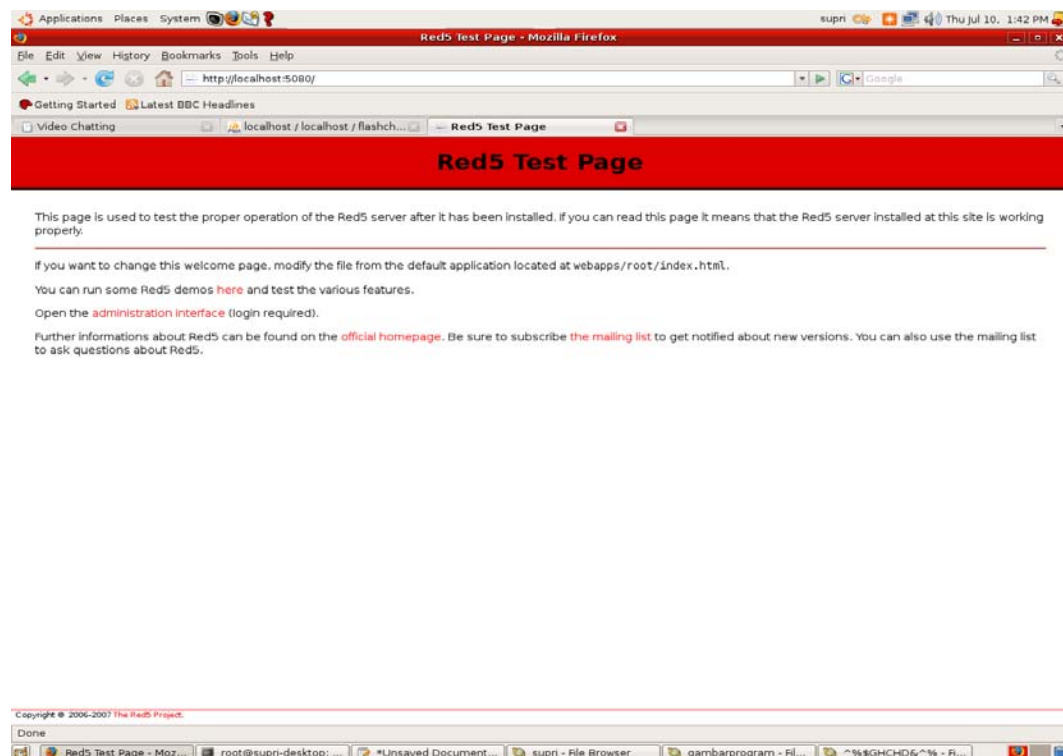 Applications Places System supri Thu Jul 10, 1:42 PM
Red5 Test Page - Mozilla Firefox
File Edit View History Bookmarks Tools Help
http://localhost:5080/ Google
Getting Started Latest BBC Headlines
Video Chatting localhost / localhost / flashch... Red5 Test Page
Red5 Test Page
This page is used to test the proper operation of the Red5 server after it has been installed. If you can read this page it means that the Red5 server installed at this site is working
properly.
If you want to change this welcome page, modify the file from the default application located at webapps/root/index.html.
You can run some Red5 demos here and test the various features.
Open the administration interface (login required).
Further informations about Red5 can be found on the official homepage. Be sure to subscribe the mailing list to get notified about new versions. You can also use the mailing list
to ask questions about Red5.
Copyright © 2006-2007 The Red5 Project.
Done
Red5 Test Page - Moz... root@supri-desktop: ... *Unsaved Document... supri - File Browser gambarprogram - Fil... ^%$GHCHD&^% - Fi...